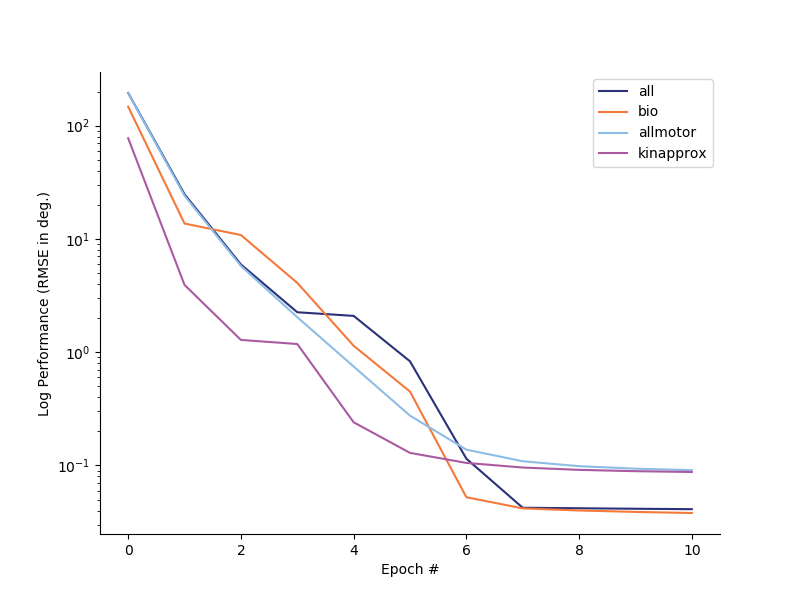 all
bio
allmotor
kinapprox
Log Performance (RMSE in deg.)
10²
10¹
10⁰
10⁻¹
0 2 4 6 8 10
Epoch #